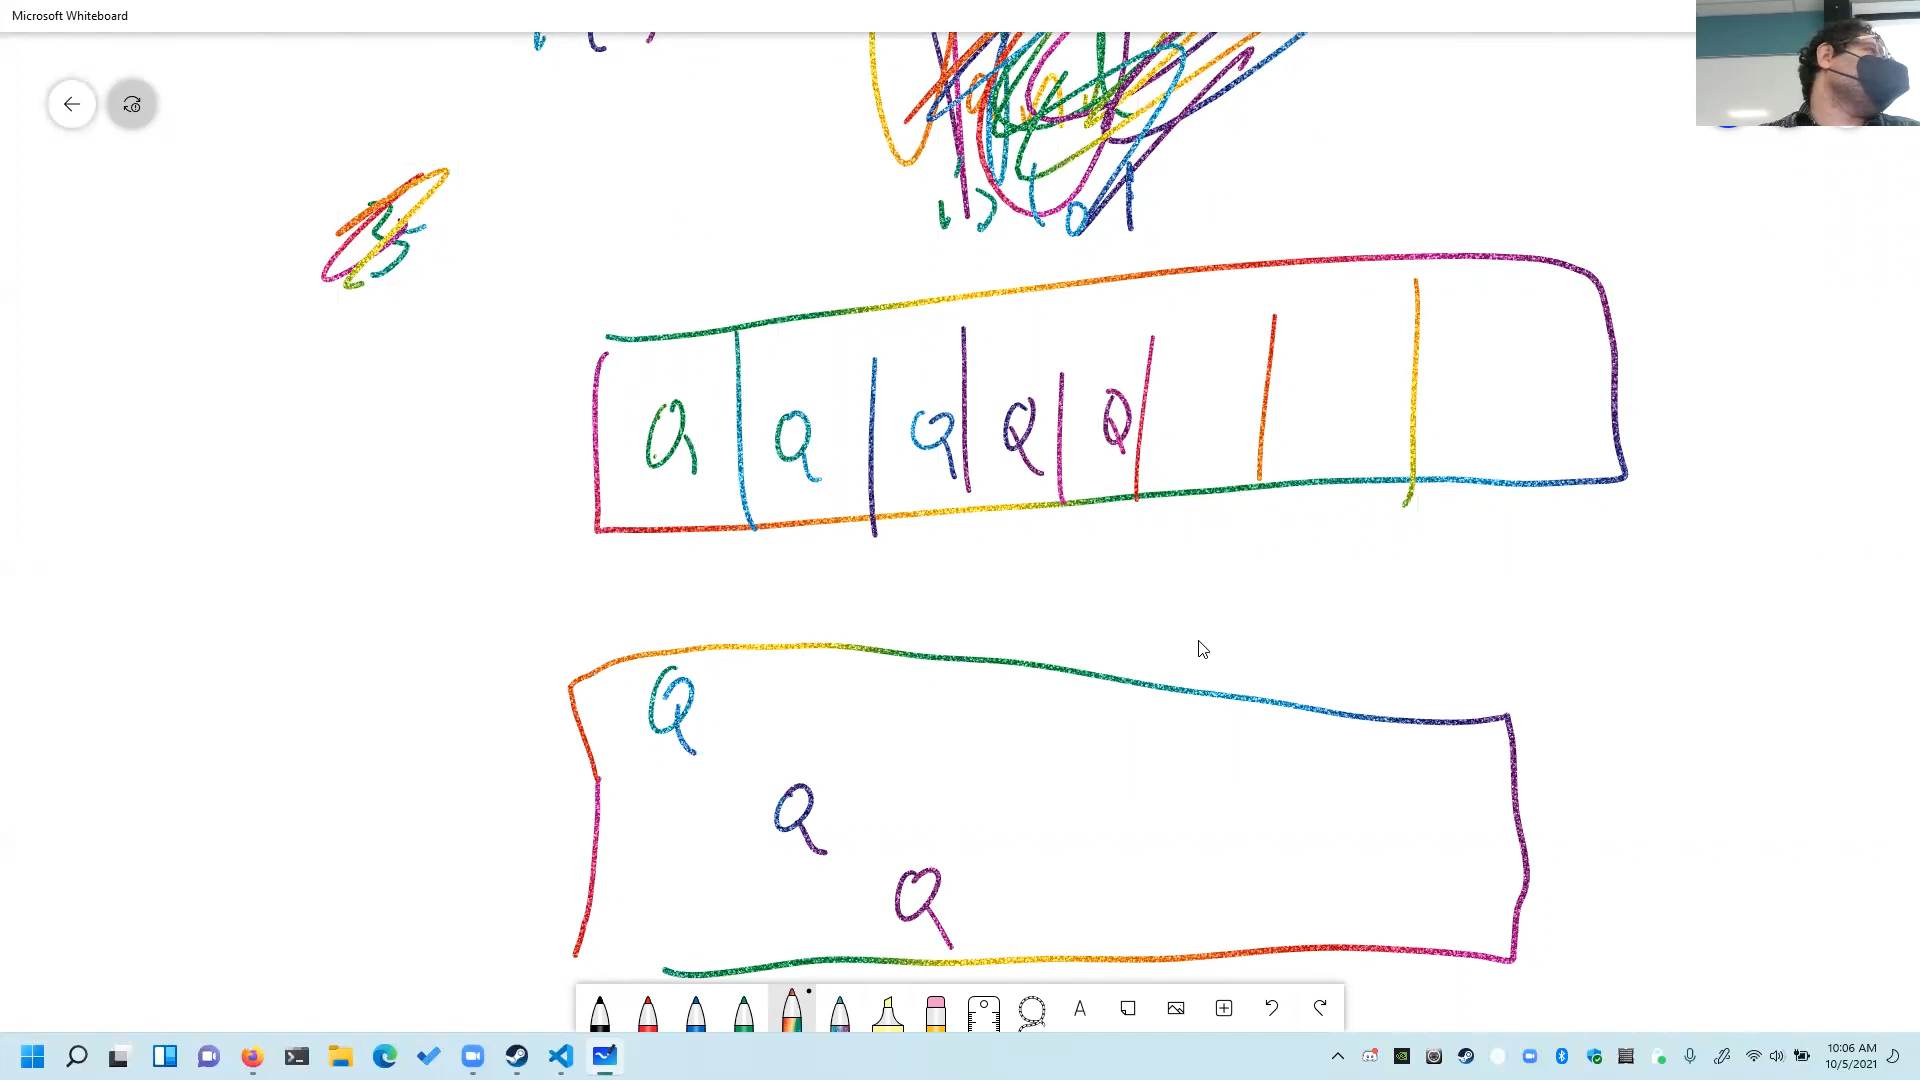 Microsoft Whiteboard
Q Q Q Q Q
Q
Q
Q
A
10:06 AM
10/5/2021